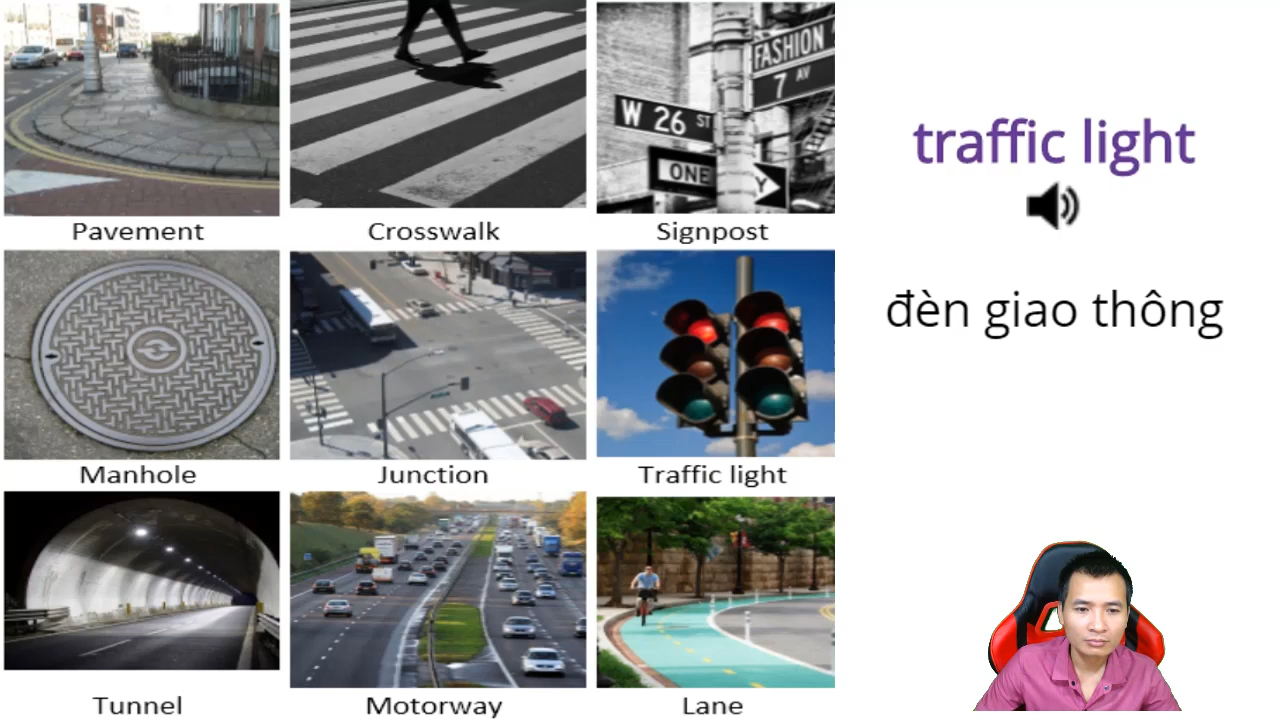 FASHION
7 AV
W 26 ST
ONE
Y
Pavement
Crosswalk
Signpost
traffic light
đèn giao thông
Manhole
Junction
Traffic light
Tunnel
Motorway
Lane